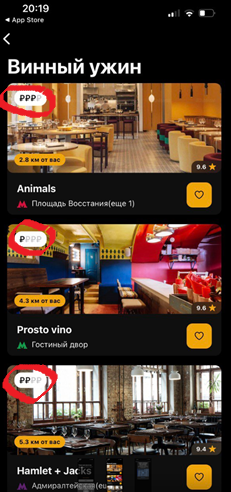 20:19
App Store
Винный ужин
₽₽₽₽
2.8 км от вас
9.6
Animals
Площадь Восстания(еще 1)
₽₽₽₽
4.3 км от вас
9.6
Prosto vino
Гостиный двор
₽₽₽₽
5.3 км от вас
9.4
Hamlet + Jacks
Адмиралтейская(е